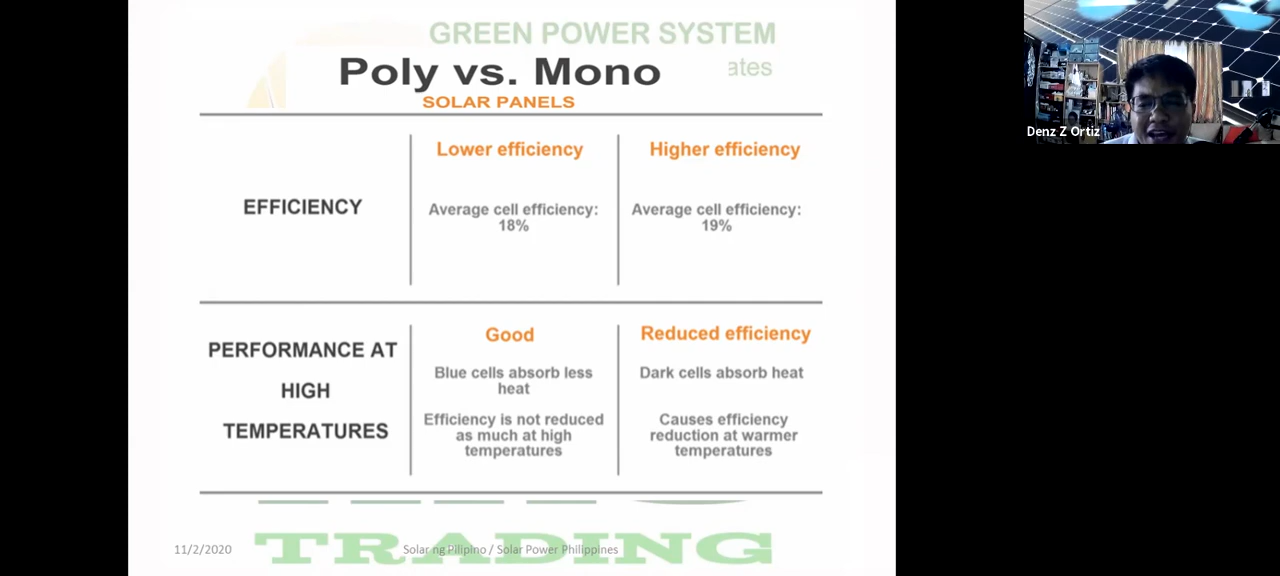 GREEN POWER SYSTEM
Poly vs. Mono
ates
SOLAR PANELS
EFFICIENCY
Lower efficiency
Average cell efficiency:
18%
Higher efficiency
Average cell efficiency:
19%
PERFORMANCE AT
HIGH
TEMPERATURES
Good
Blue cells absorb less
heat
Efficiency is not reduced
as much at high
temperatures
Reduced efficiency
Dark cells absorb heat
Causes efficiency
reduction at warmer
temperatures
TRADING
11/2/2020
Solar ng Pilipino / Solar Power Philippines
Denz Z Ortiz